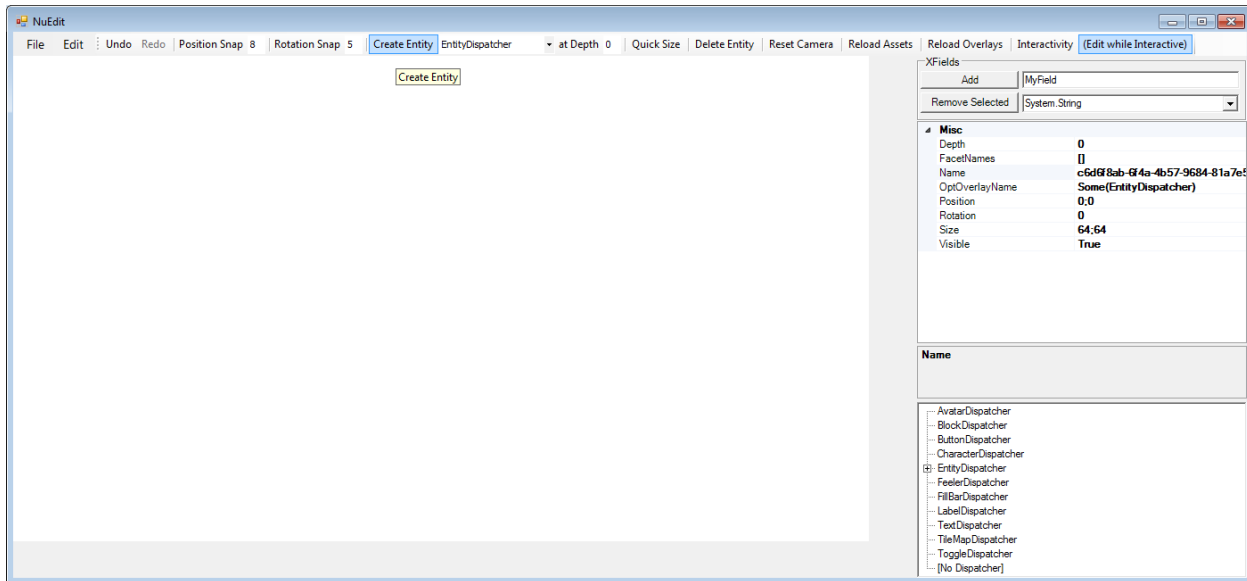 NuEdit
File Edit Undo Redo Position Snap 8 Rotation Snap 5 Create Entity EntityDispatcher at Depth 0 Quick Size Delete Entity Reset Camera Reload Assets Reload Overlays Interactivity (Edit while Interactive)
Create Entity
XFields
Add MyField
Remove Selected System.String
Misc
Depth 0
FacetNames []
Name c6d6f8ab-6f4a-4b57-9684-81a7e5
OptOverlayName Some(EntityDispatcher)
Position 0;0
Rotation 0
Size 64;64
Visible True
Name
AvatarDispatcher
BlockDispatcher
ButtonDispatcher
CharacterDispatcher
EntityDispatcher
FeelerDispatcher
FillBarDispatcher
LabelDispatcher
TextDispatcher
TileMapDispatcher
ToggleDispatcher
[No Dispatcher]